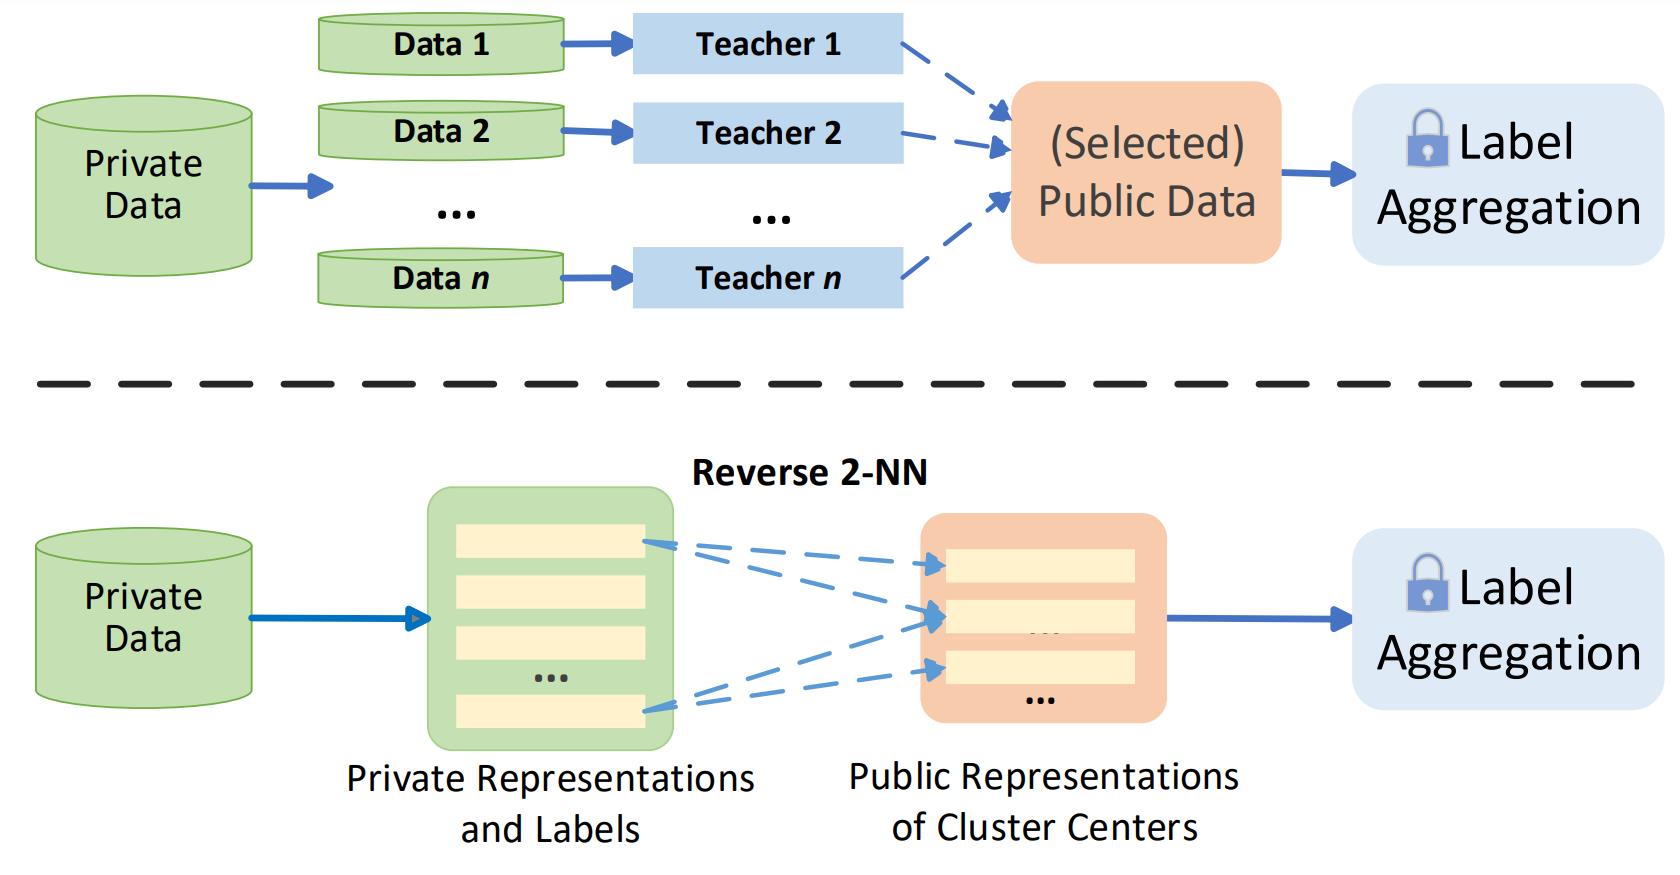 Data 1
Teacher 1
Data 2
Teacher 2
Private
Data
(Selected)
Public Data
Label
Aggregation
...
...
Data n
Teacher n
Reverse 2-NN
Private
Data
...
...
...
Label
Aggregation
Private Representations
and Labels
Public Representations
of Cluster Centers